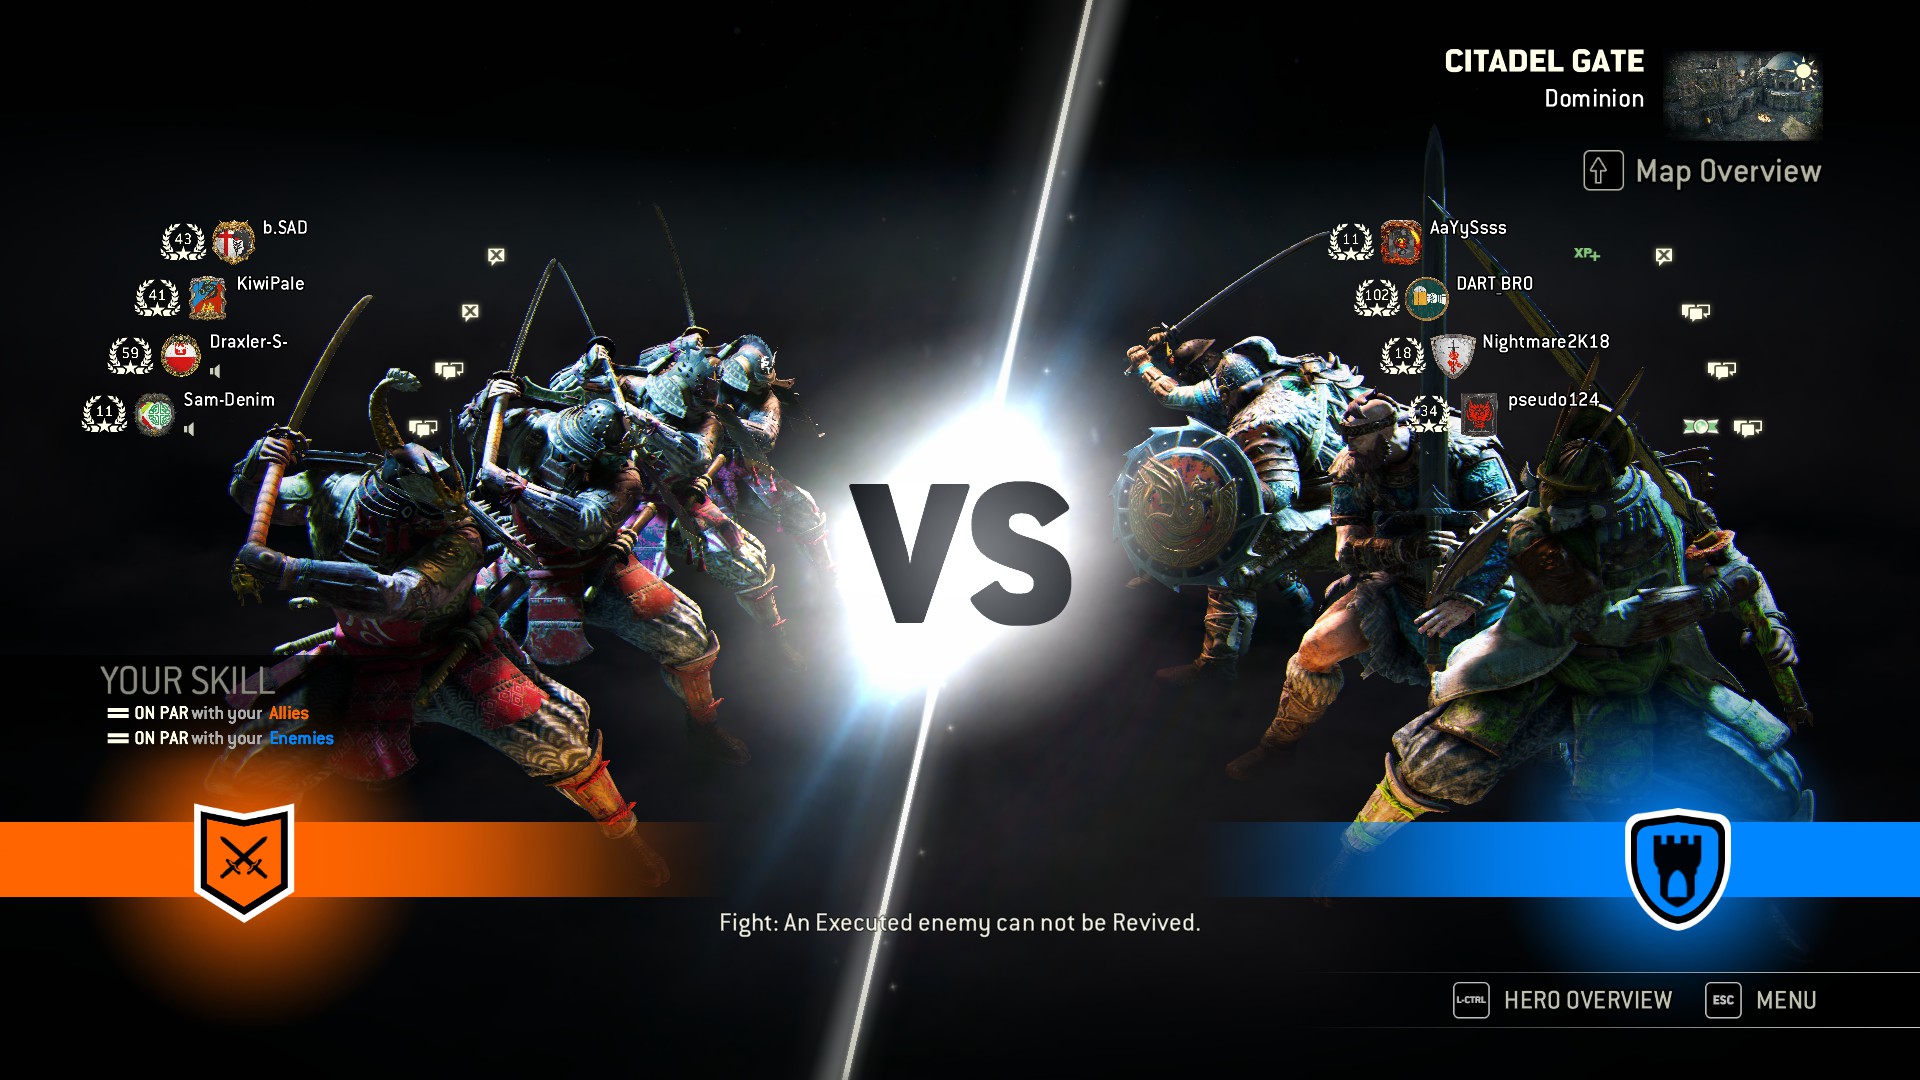 CITADEL GATE
Dominion
Map Overview
43 b.SAD
41 KiwiPale
59 Draxler-S-
11 Sam-Denim
11 AaYySsss
XP+
102 DART_BRO
18 Nightmare2K18
34 pseudo124
VS
YOUR SKILL
ON PAR with your Allies
ON PAR with your Enemies
Fight: An Executed enemy can not be Revived.
L-CTRL HERO OVERVIEW ESC MENU